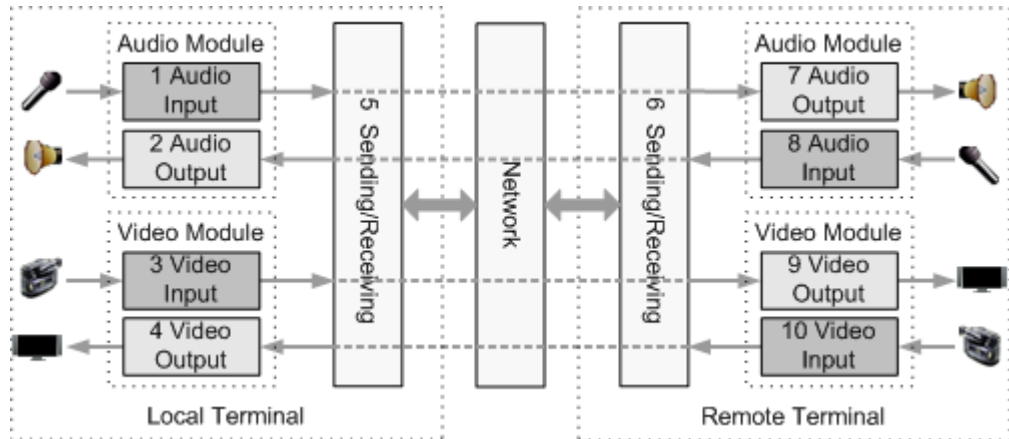 Audio Module
1 Audio
Input
2 Audio
Output
Video Module
3 Video
Input
4 Video
Output
Local Terminal
5 Sending/Receiving
Network
6 Sending/Receiving
Audio Module
7 Audio
Output
8 Audio
Input
Video Module
9 Video
Output
10 Video
Input
Remote Terminal